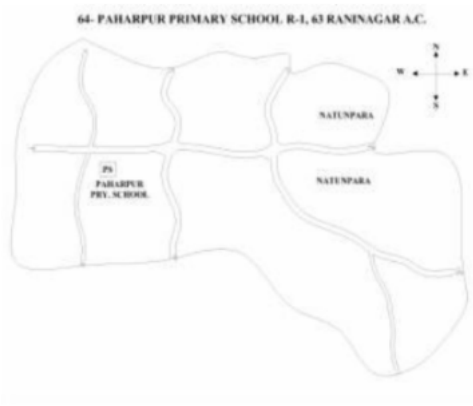 64- PAHARPUR PRIMARY SCHOOL R-1, 63 RANINAGAR A.C.
N
W E
S
NATUNPARA
PS
PAHARPUR
PRY. SCHOOL
NATUNPARA